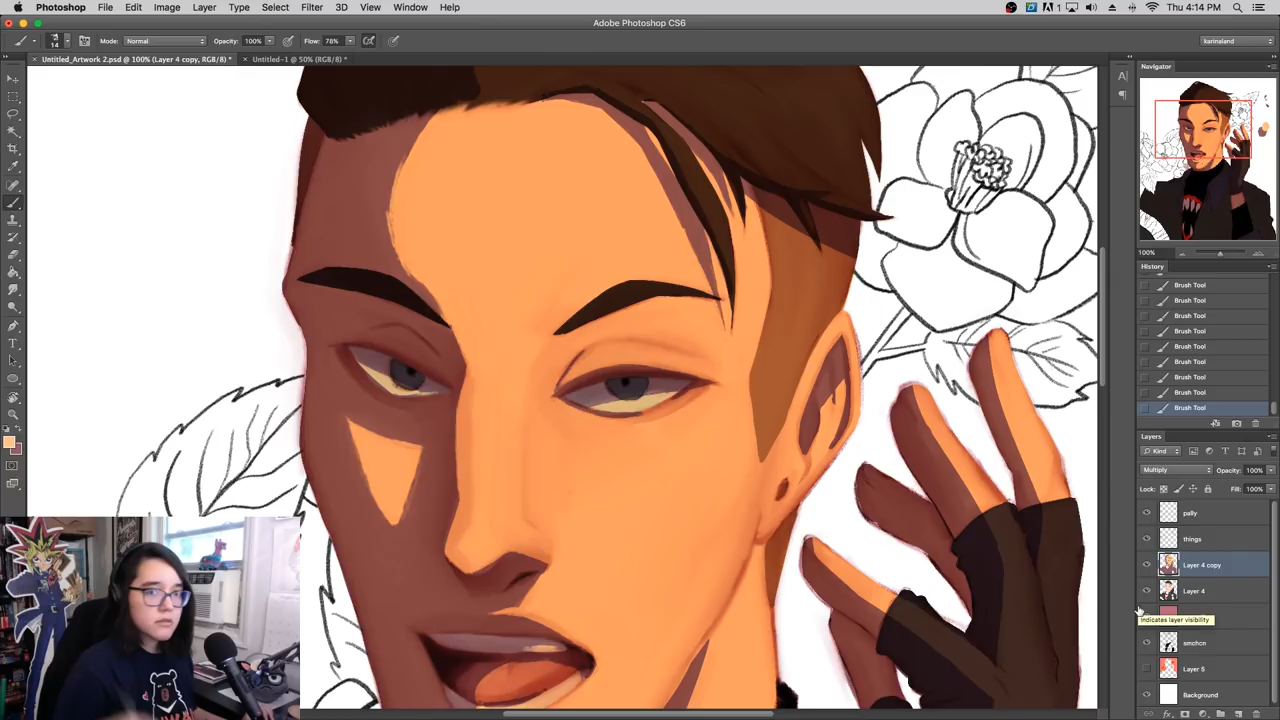 Photoshop File Edit Image Layer Type Select Filter 3D View Window Help
1 Thu 4:14 PM
Adobe Photoshop CS6
14 Mode: Normal Opacity: 100% Flow: 78% karinaland
Untitled_Artwork 2.psd @ 100% (Layer 4 copy, RGB/8) * Untitled-1 @ 50% (RGB/8) *
Navigator
100%
History
Brush Tool
Brush Tool
Brush Tool
Brush Tool
Brush Tool
Brush Tool
Brush Tool
Brush Tool
Brush Tool
Layers
Kind
Multiply Opacity: 100%
Lock: Fill: 100%
pally
things
Layer 4 copy
Layer 4
Indicates layer visibility
smchcn
Background